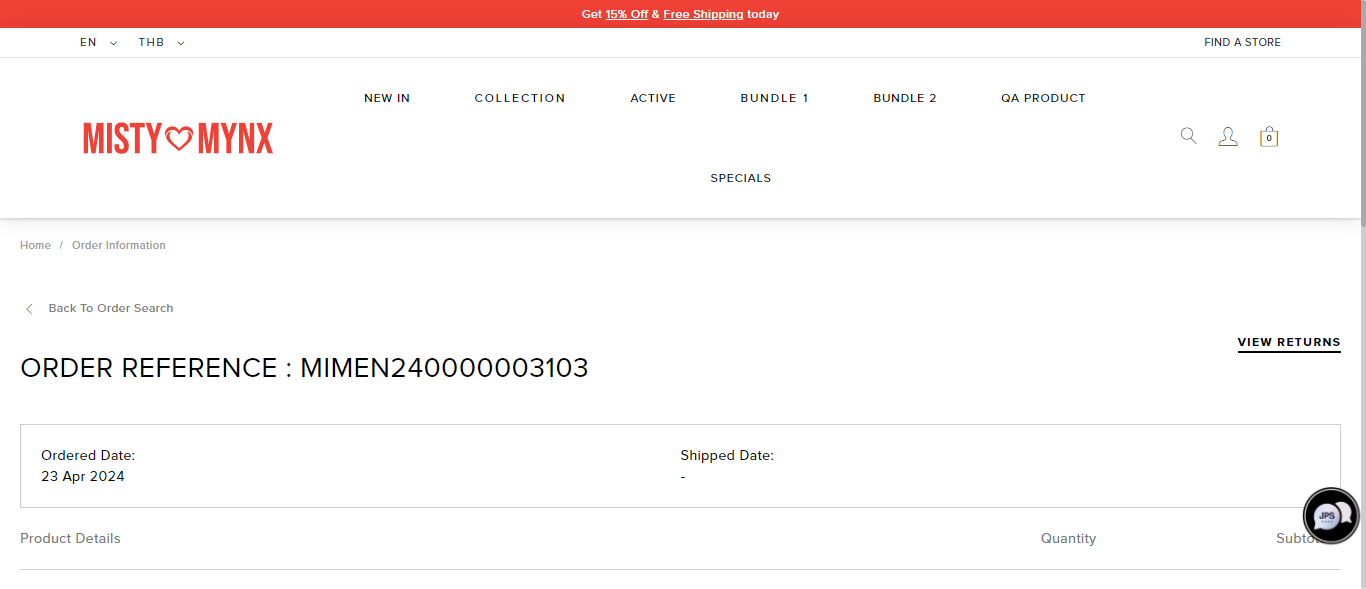 Get 15% Off & Free Shipping today
EN THB FIND A STORE
NEW IN COLLECTION ACTIVE BUNDLE 1 BUNDLE 2 QA PRODUCT
MISTY MYNX
0
SPECIALS
Home / Order Information
Back To Order Search
VIEW RETURNS
ORDER REFERENCE : MIMEN240000003103
Ordered Date: Shipped Date:
23 Apr 2024 -
JPS
Product Details Quantity